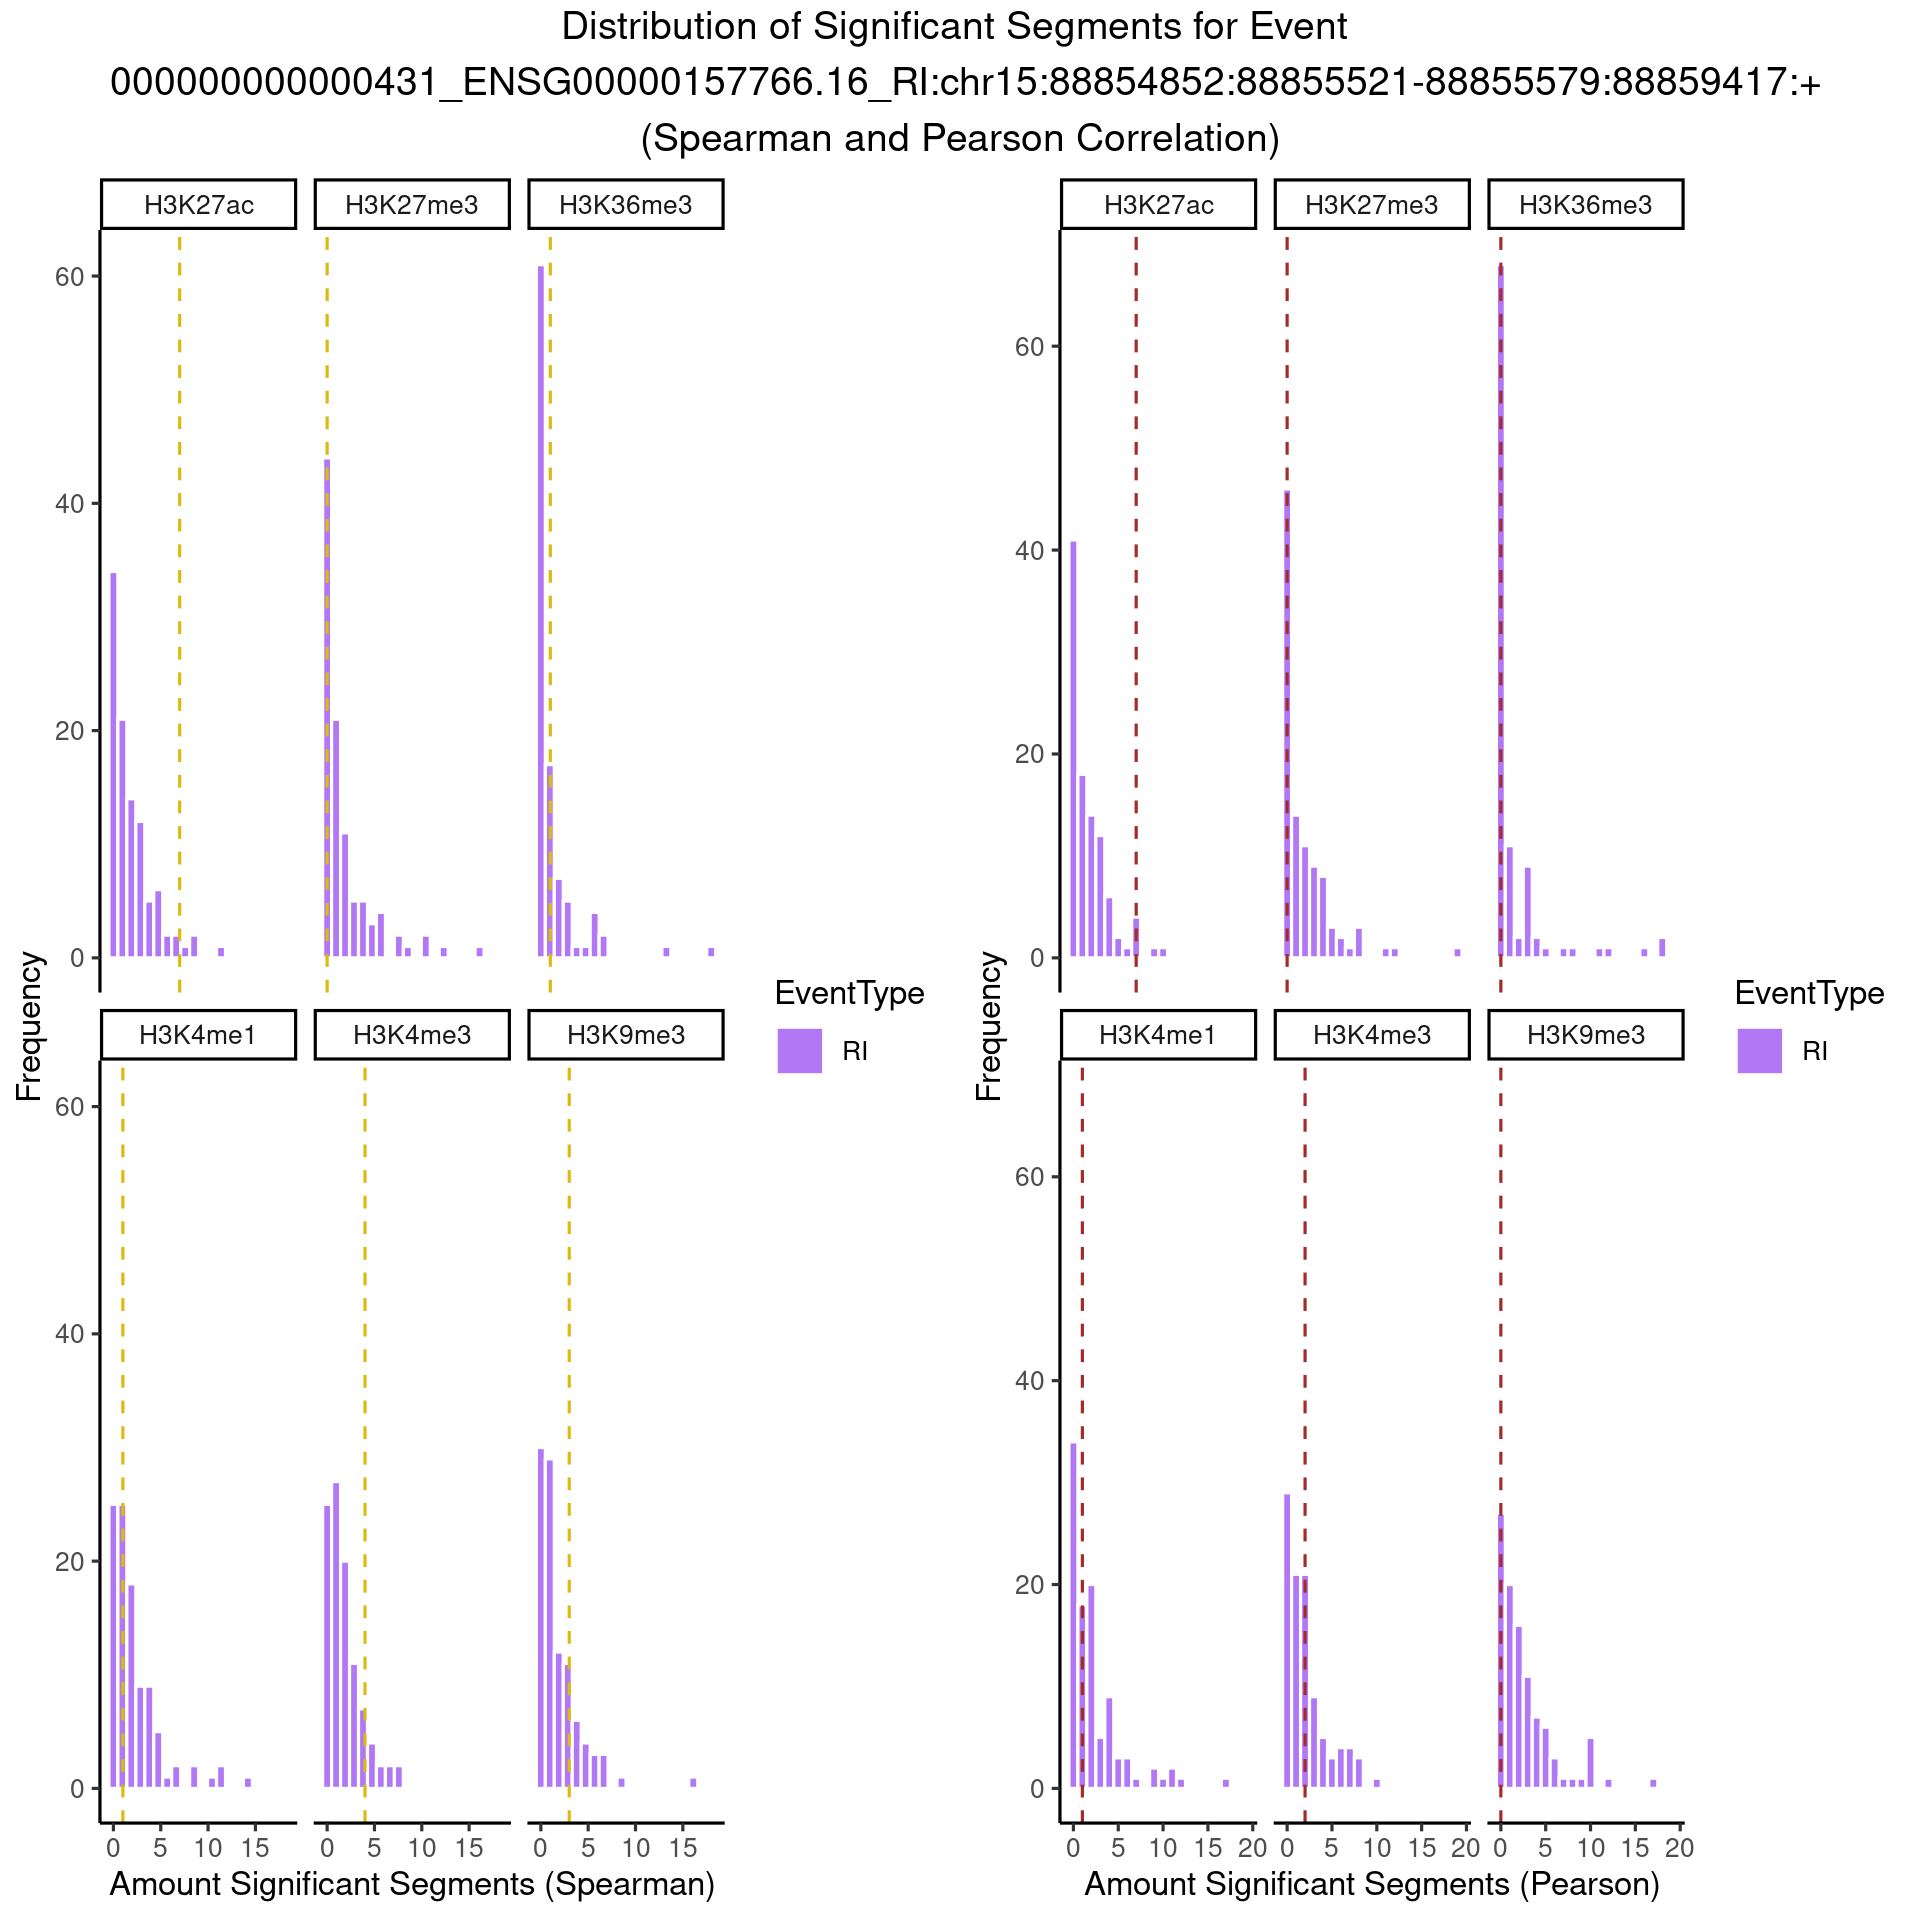 Distribution of Significant Segments for Event
000000000000431_ENSG00000157766.16_RI:chr15:88854852:88855521-88855579:88859417:+
(Spearman and Pearson Correlation)
H3K27ac H3K27me3 H3K36me3
60
40
20
0
H3K4me1 H3K4me3 H3K9me3
60
40
20
0
0 5 10 15 0 5 10 15 0 5 10 15
Frequency
Amount Significant Segments (Spearman)
EventType
RI
H3K27ac H3K27me3 H3K36me3
60
40
20
0
H3K4me1 H3K4me3 H3K9me3
60
40
20
0
0 5 10 15 20 0 5 10 15 20 0 5 10 15 20
Frequency
Amount Significant Segments (Pearson)
EventType
RI